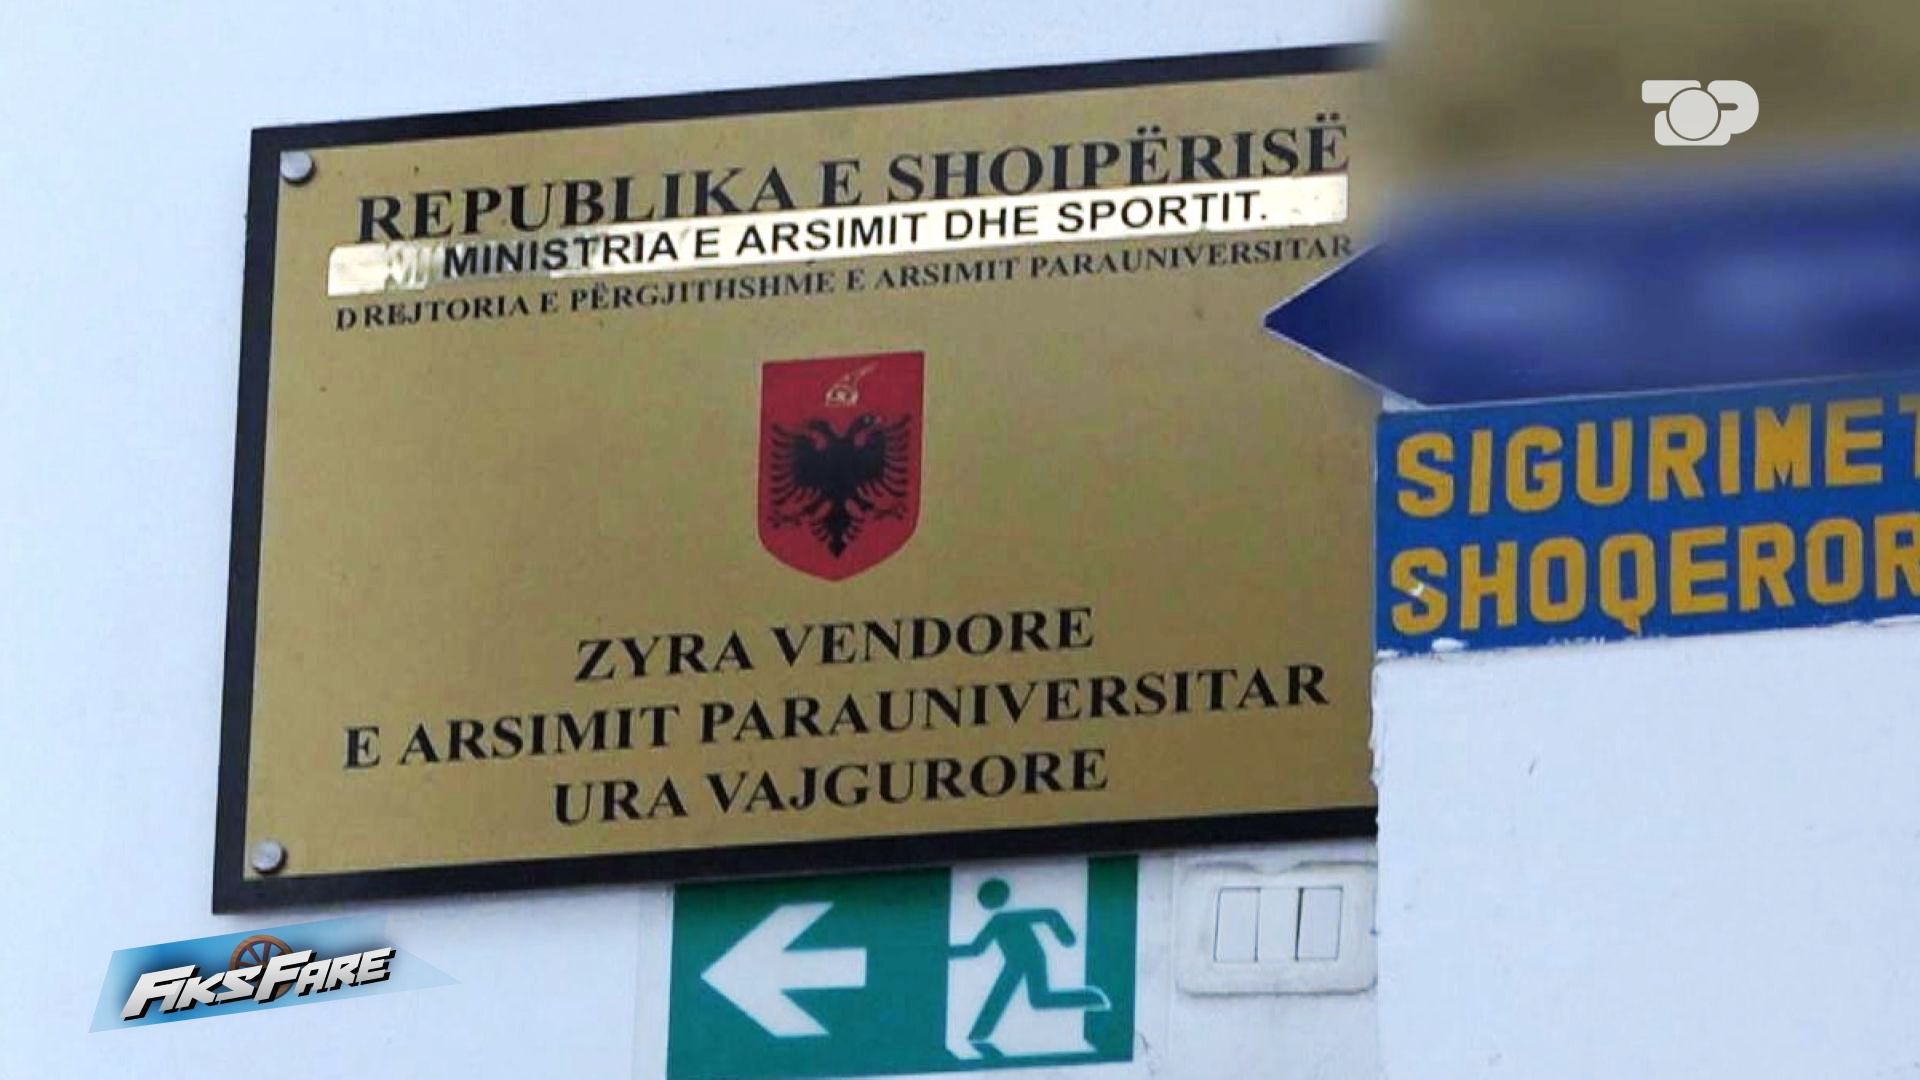 REPUBLIKA E SHQIPËRISË
MINISTRIA E ARSIMIT DHE SPORTIT.
DREJTORIA E PËRGJITHSHME E ARSIMIT PARAUNIVERSITAR
ZYRA VENDORE
E ARSIMIT PARAUNIVERSITAR
URA VAJGURORE
SIGURIMET
SHOQEROR
TOP
FIKSFARE